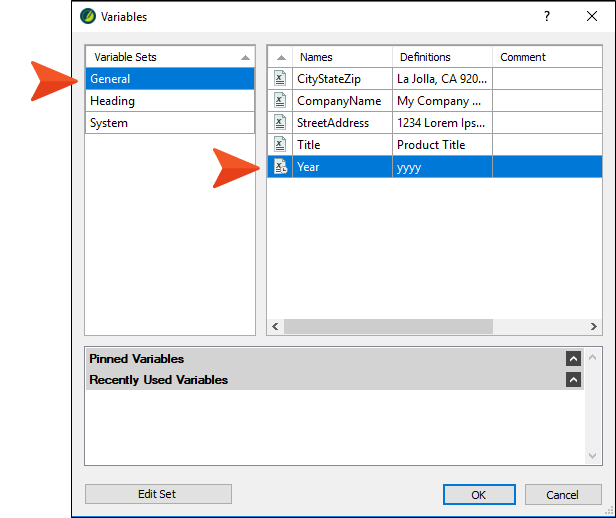 Variables
?
Variable Sets
General
Heading
System
Names Definitions Comment
CityStateZip La Jolla, CA 920...
CompanyName My Company ...
StreetAddress 1234 Lorem Ips...
Title Product Title
Year yyyy
Pinned Variables
Recently Used Variables
Edit Set OK Cancel